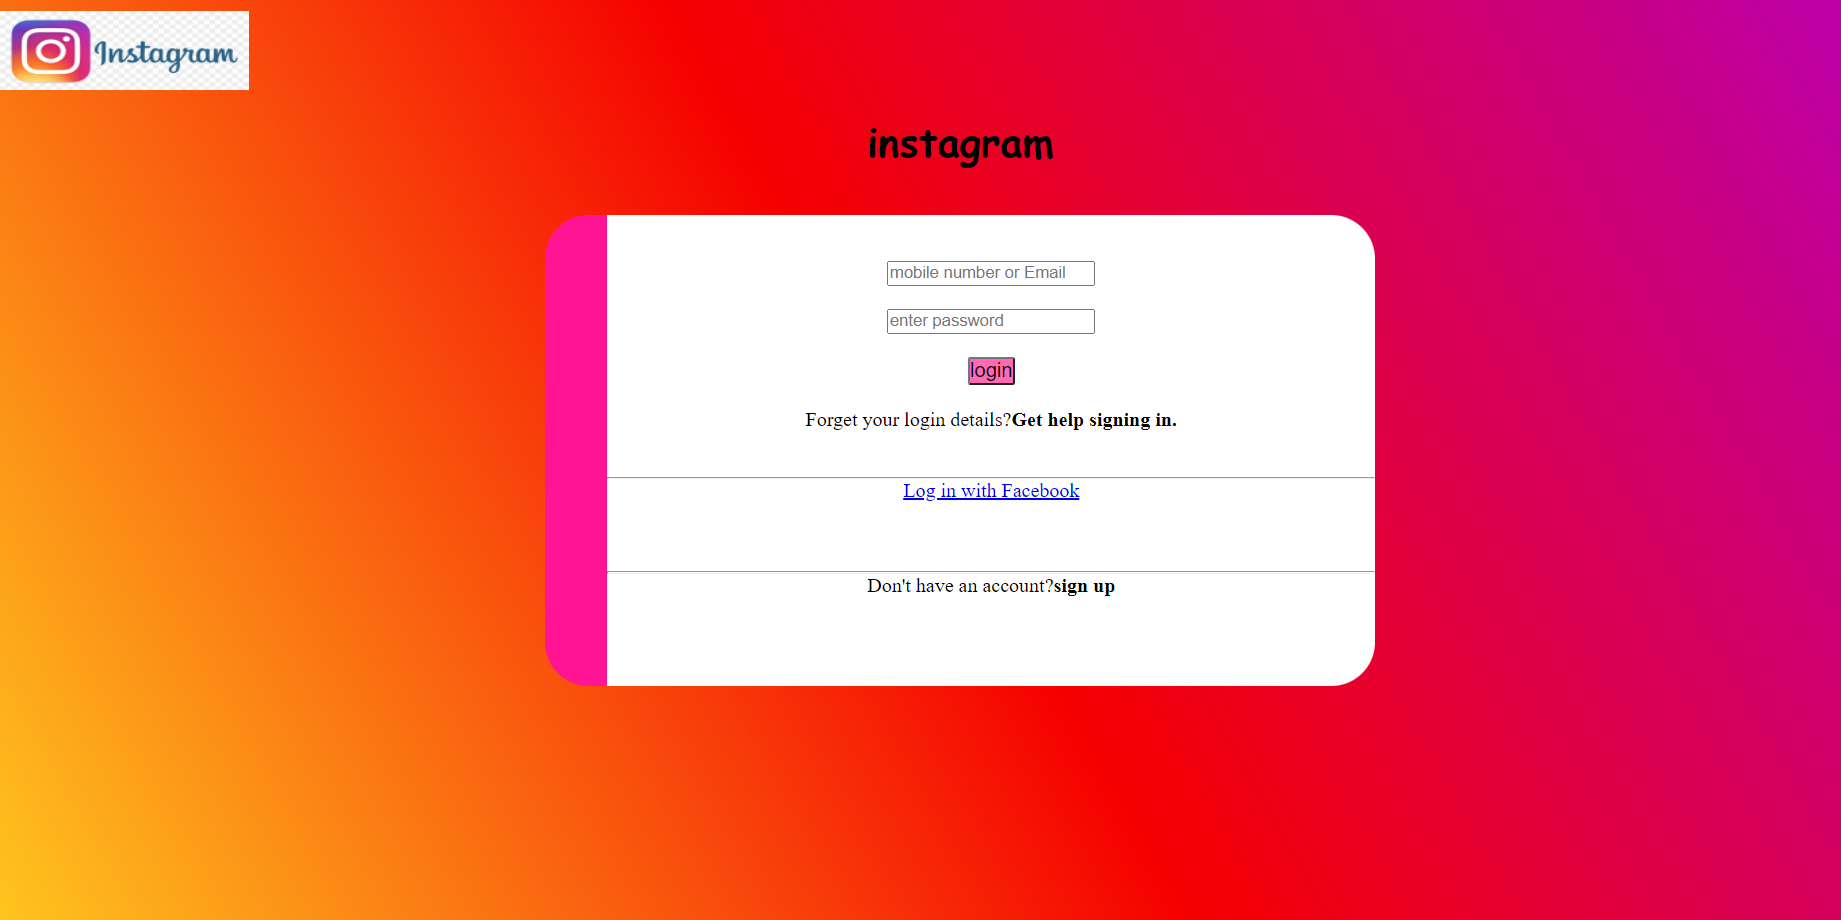 Instagram
instagram
mobile number or Email
enter password
login
Forget your login details?Get help signing in.
Log in with Facebook
Don't have an account?sign up